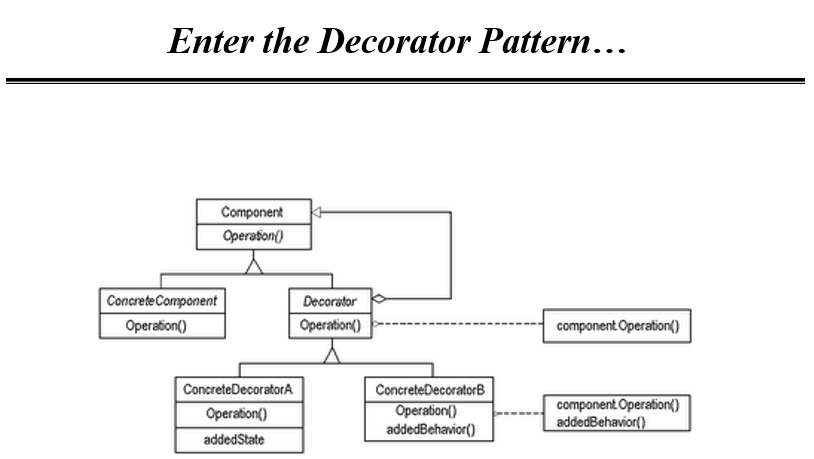 Enter the Decorator Pattern…
Component
Operation()
ConcreteComponent
Operation()
Decorator
Operation()
component.Operation()
ConcreteDecoratorA
Operation()
addedState
ConcreteDecoratorB
Operation()
addedBehavior()
component.Operation()
addedBehavior()